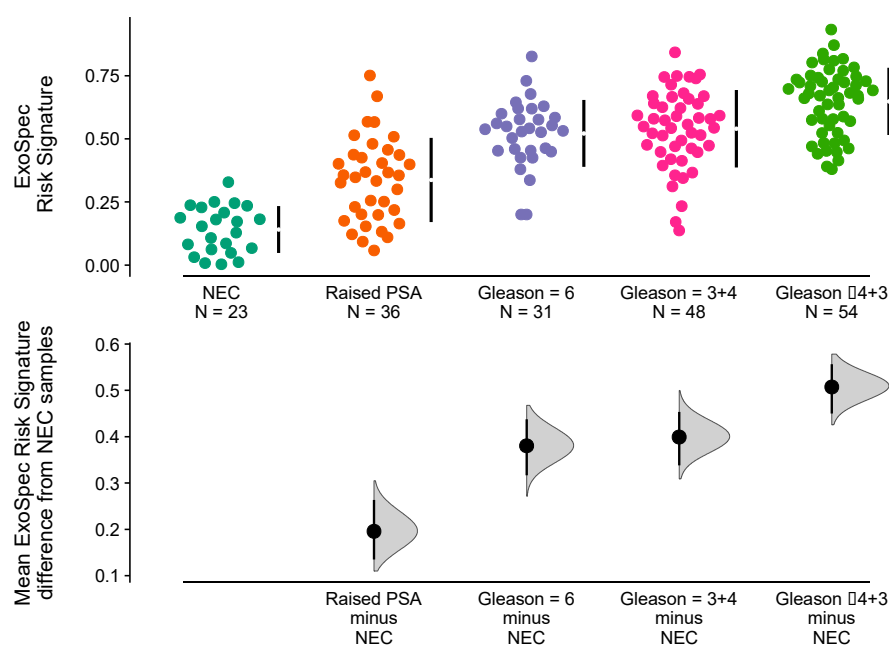 ExoSpec
Risk Signature
0.75
0.50
0.25
0.00
NEC
N = 23
Raised PSA
N = 36
Gleason = 6
N = 31
Gleason = 3+4
N = 48
Gleason ▯4+3
N = 54
Mean ExoSpec Risk Signature
difference from NEC samples
0.6
0.5
0.4
0.3
0.2
0.1
Raised PSA
minus
NEC
Gleason = 6
minus
NEC
Gleason = 3+4
minus
NEC
Gleason ▯4+3
minus
NEC